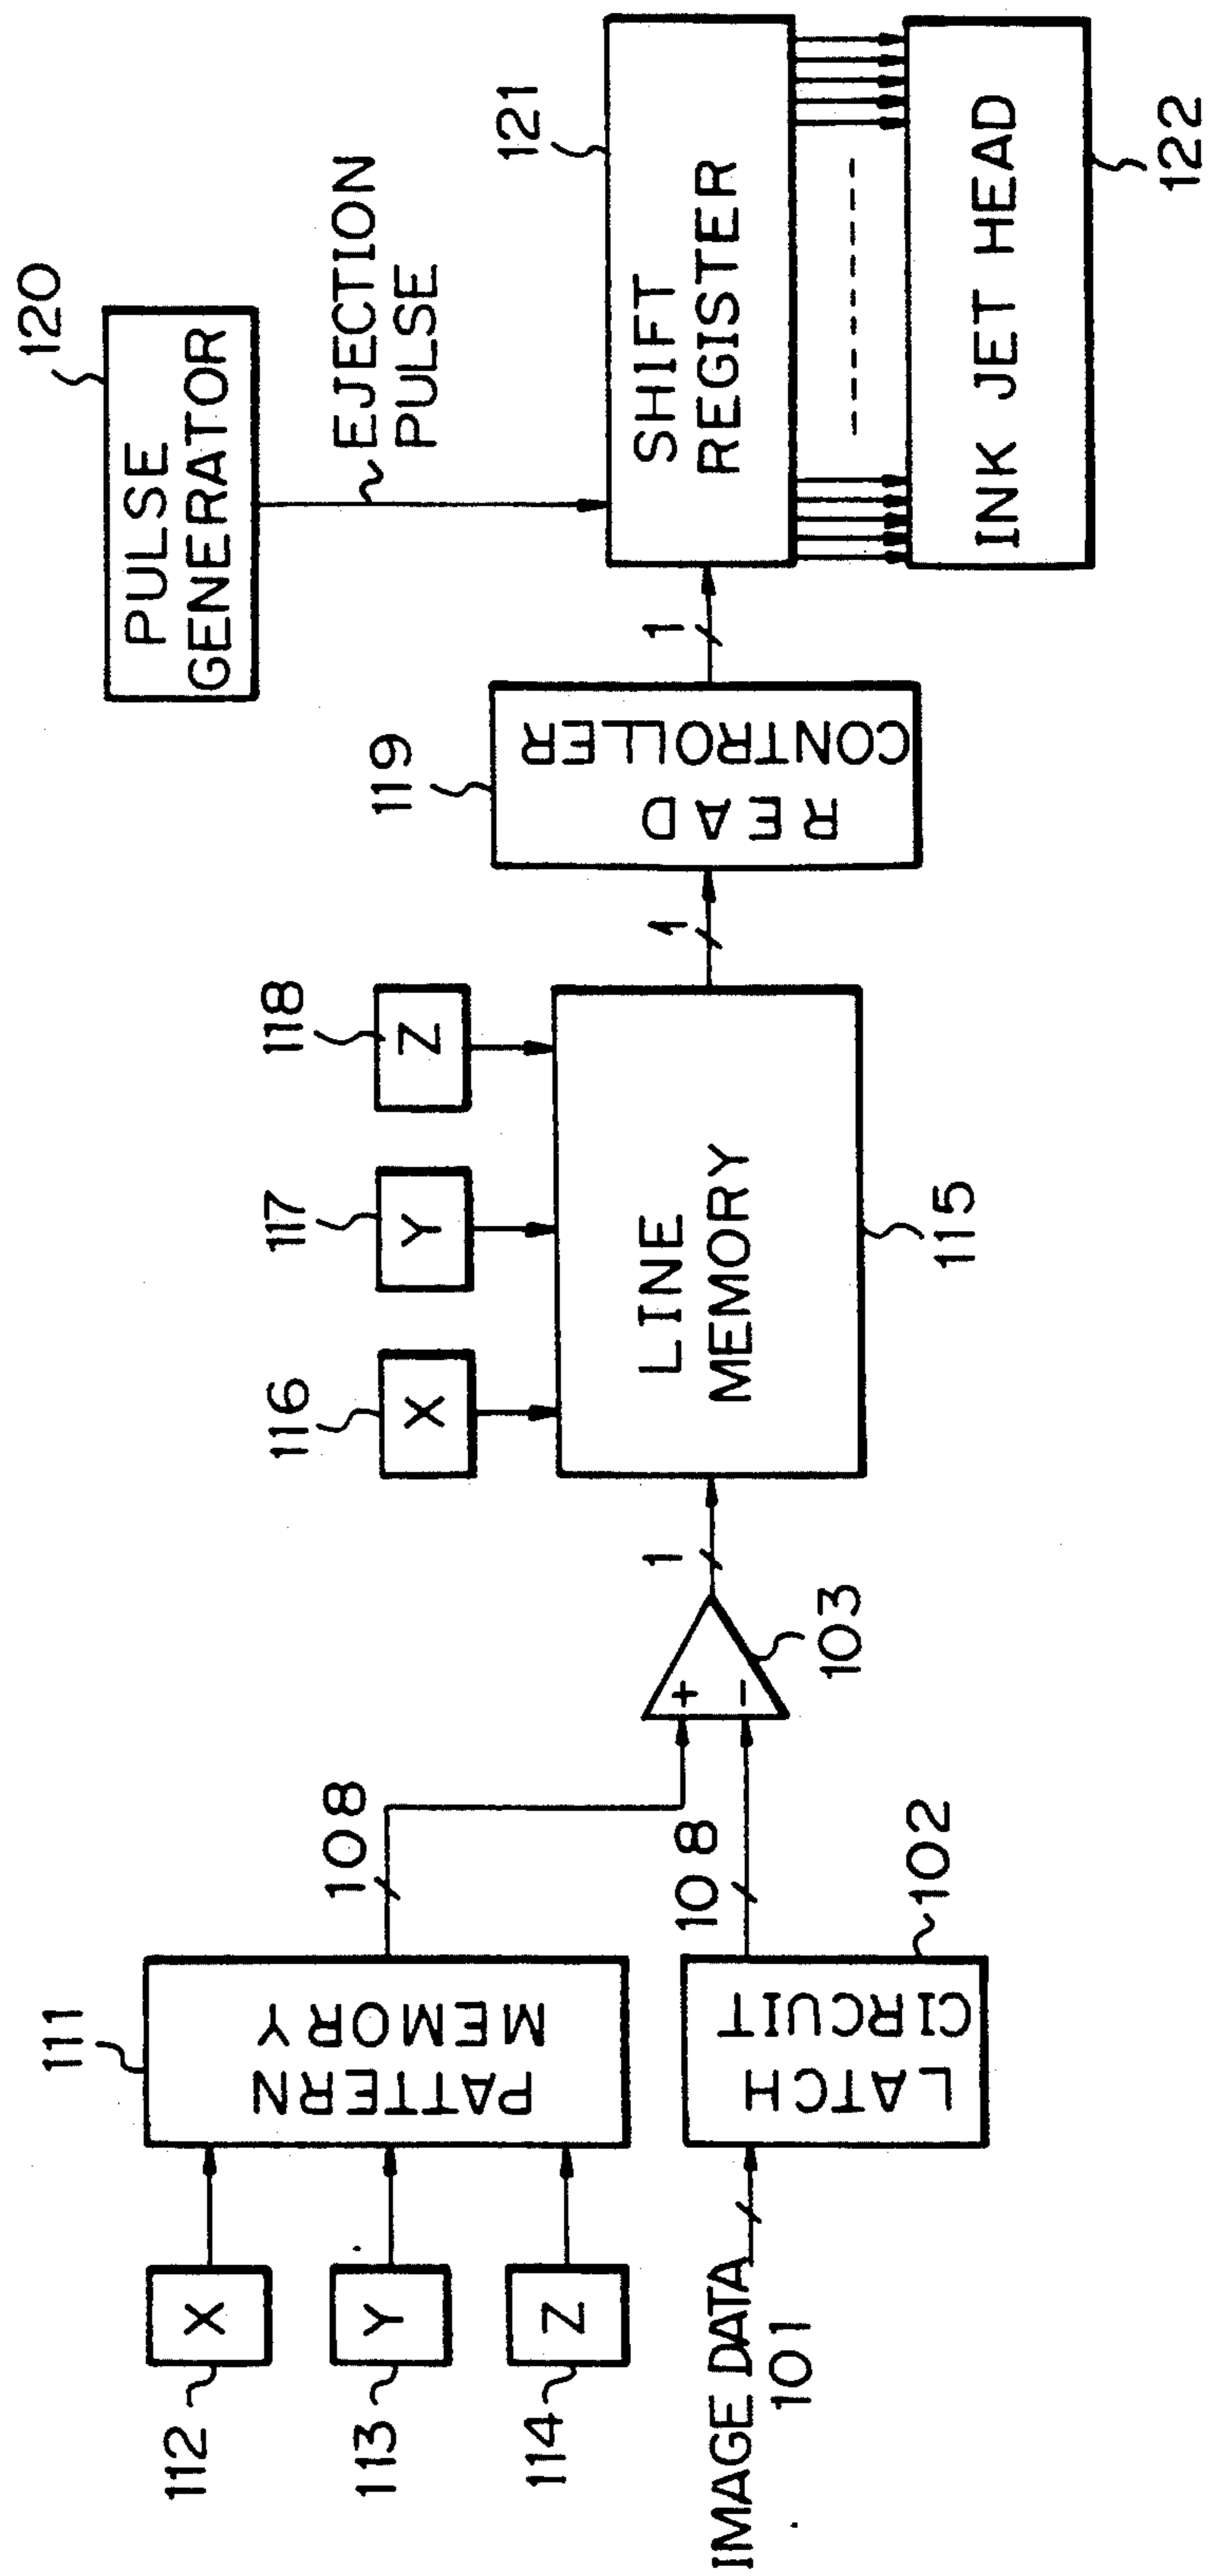 112
X
113
Y
114
Z
IMAGE DATA
101
111
PATTERN
MEMORY
LATCH
CIRCUIT
102
108
108
+
-
103
1
116
X
117
Y
118
Z
LINE
MEMORY
115
1
119
READ
CONTROLLER
1
120
PULSE
GENERATOR
EJECTION
PULSE
121
SHIFT
REGISTER
INK JET HEAD
122